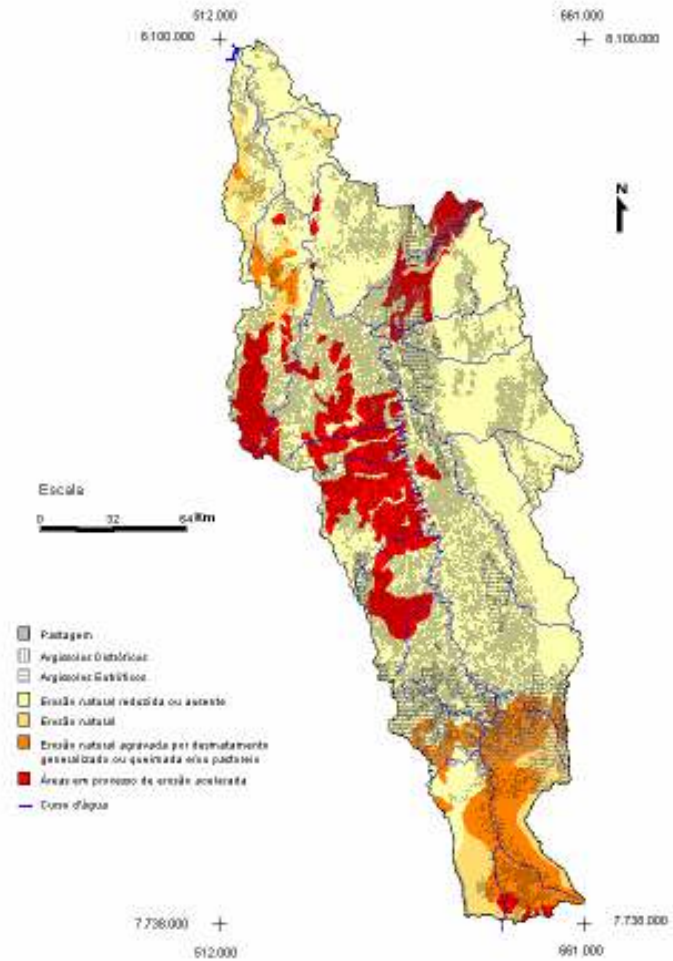 512.000 661.000
8.100.000 8.100.000
N
Escala
0 32 64 Km
Pastagem
Argissolos Distróficos
Argissolos Eutróficos
Erosão natural reduzida ou ausente
Erosão natural
Erosão natural agravada por desmatamento
generalizado ou queimada e/ou pastoreio
Áreas em processo de erosão acelerada
Curso d'água
7.738.000 7.738.000
512.000 661.000